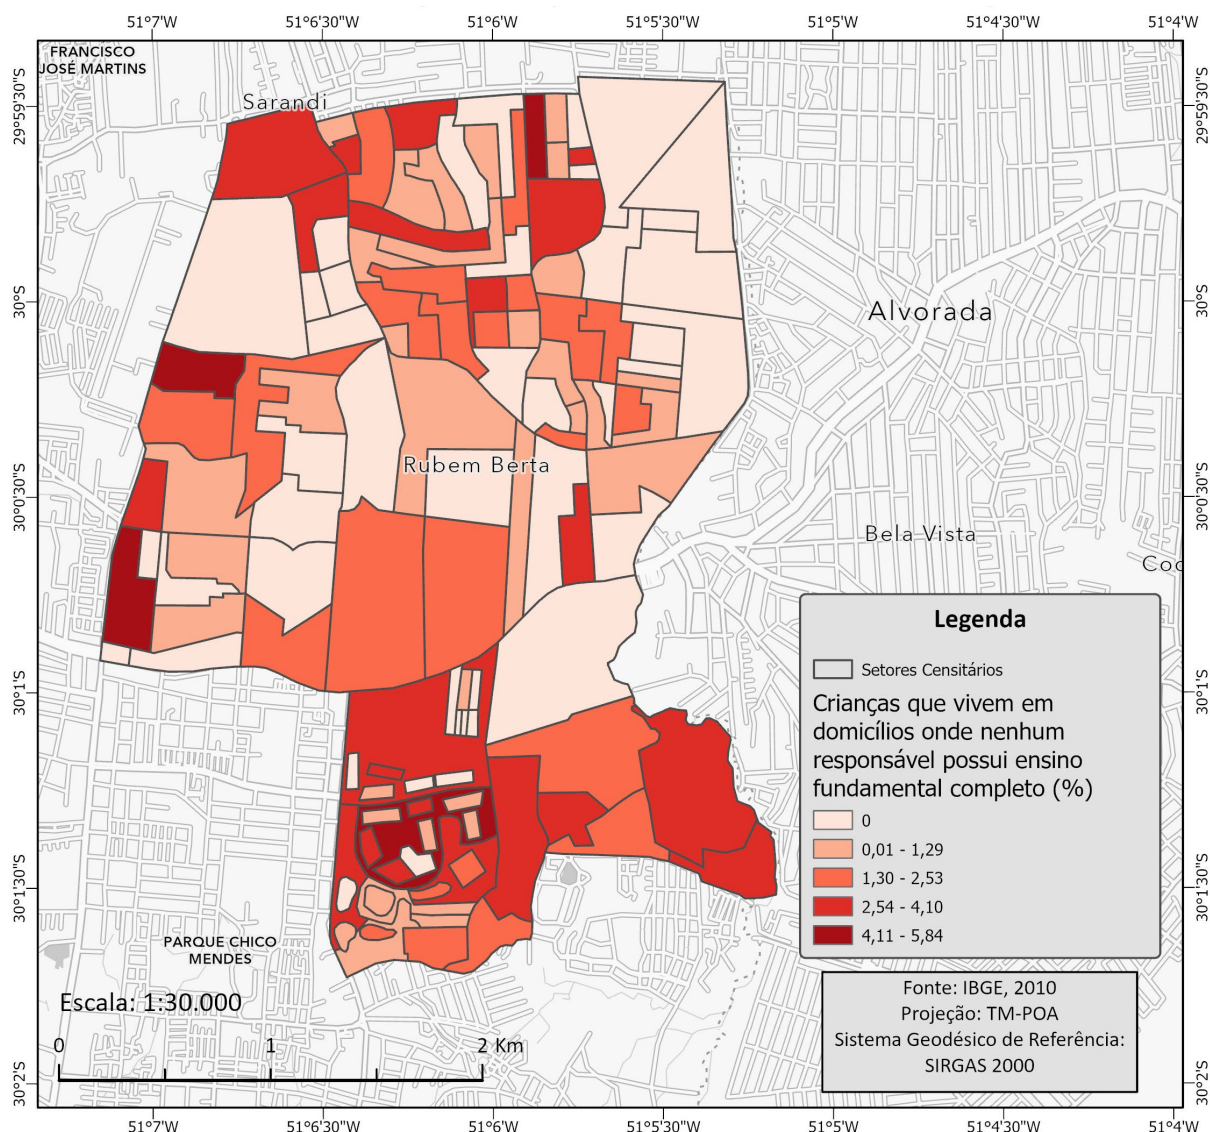 51°7'W 51°6'30"W 51°6'W 51°5'30"W 51°5'W 51°4'30"W 51°4'W
FRANCISCO
JOSÉ MARTINS
Sarandi
29°59'30"S 29°59'30"S
30°S 30°S
Alvorada
Rubem Berta
30°0'30"S 30°0'30"S
Bela Vista
Coc
Legenda
Setores Censitários
Crianças que vivem em
domicílios onde nenhum
responsável possui ensino
fundamental completo (%)
0
0,01 - 1,29
1,30 - 2,53
2,54 - 4,10
4,11 - 5,84
30°1'S 30°1'S
30°1'30"S 30°1'30"S
PARQUE CHICO
MENDES
Escala: 1:30.000
0 1 2 Km
Fonte: IBGE, 2010
Projeção: TM-POA
Sistema Geodésico de Referência:
SIRGAS 2000
30°2'S 30°2'S
51°7'W 51°6'30"W 51°6'W 51°5'30"W 51°5'W 51°4'30"W 51°4'W